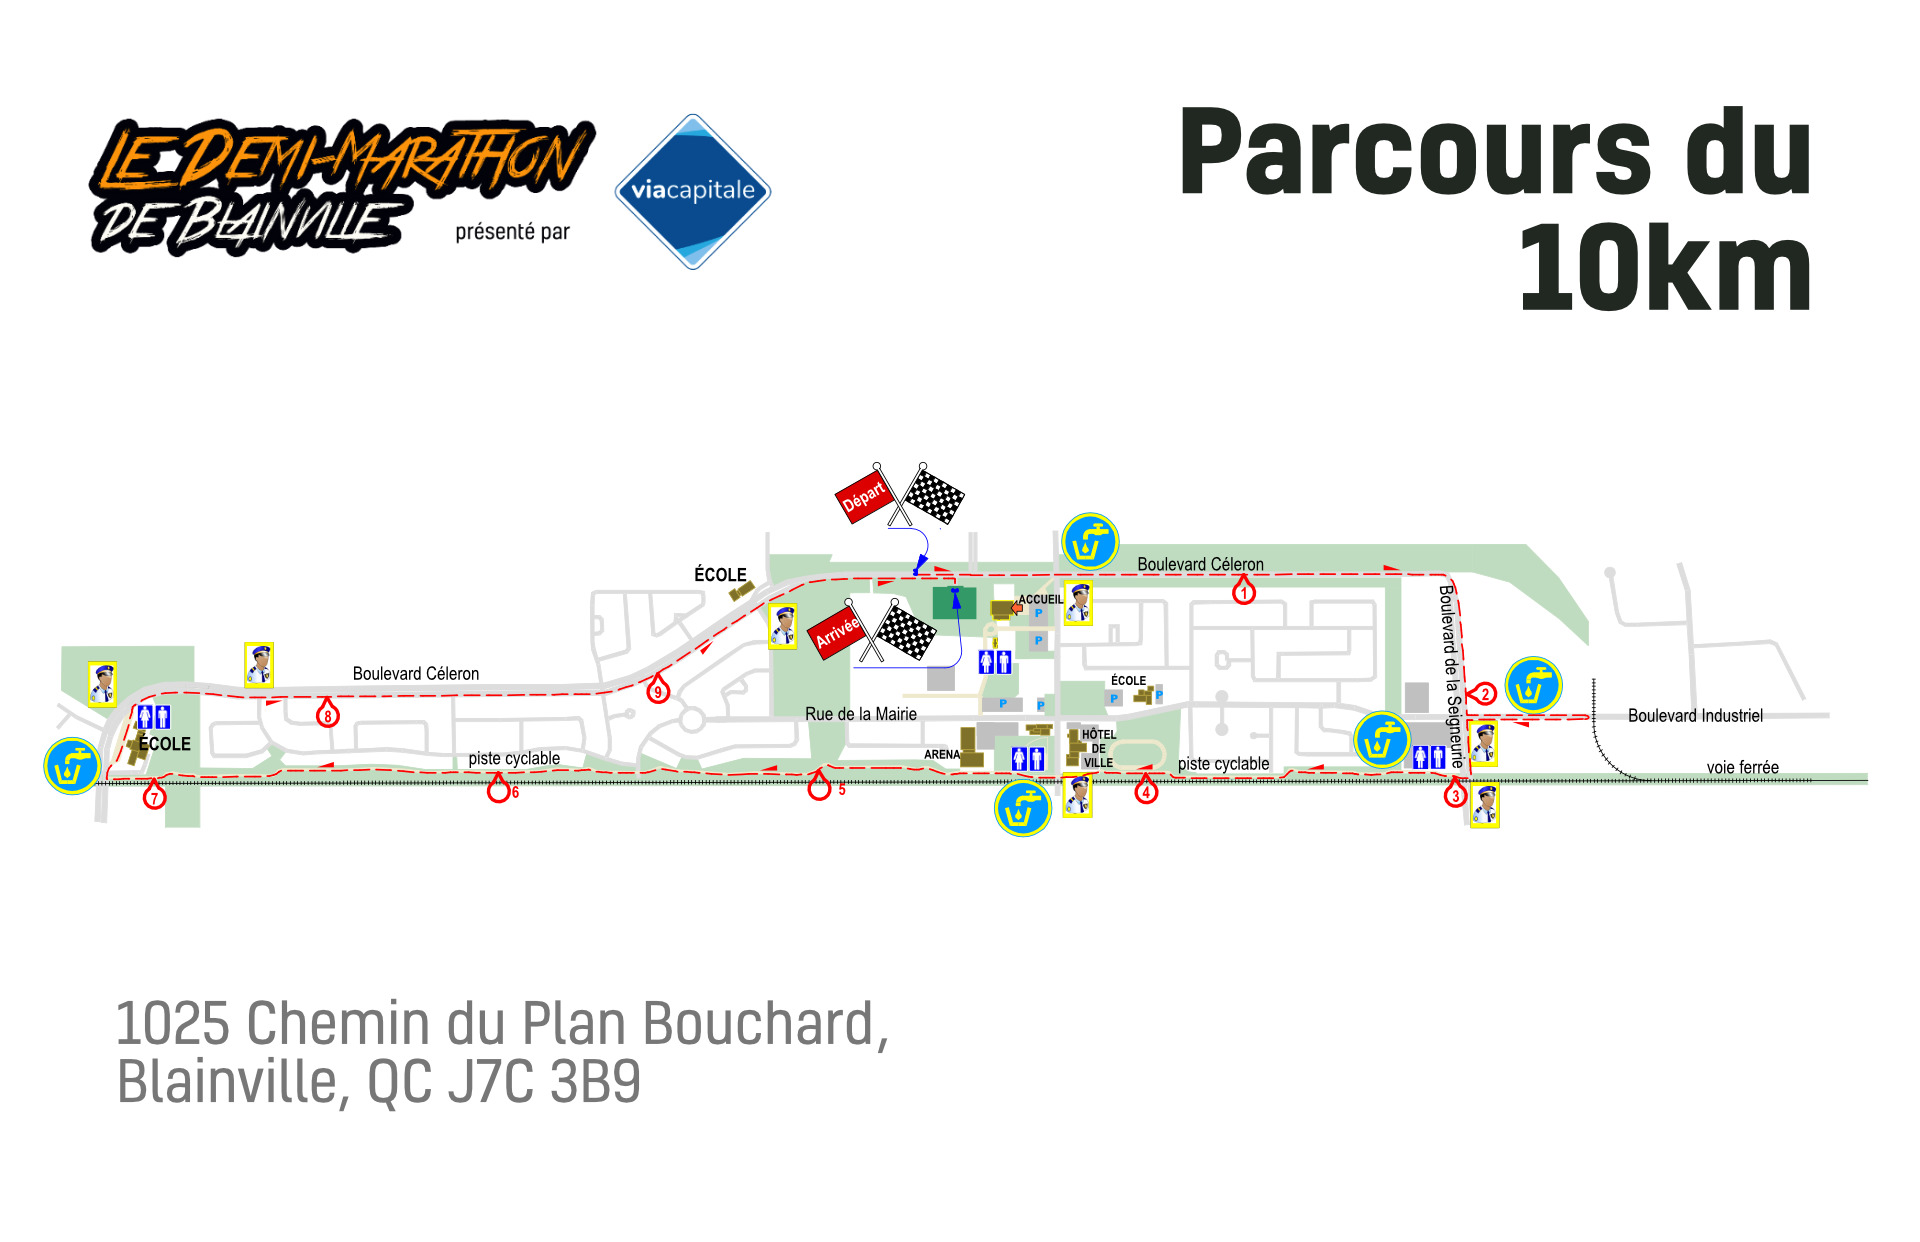 LE DEMI-MARATHON
DE BLAINVILLE
présenté par
viacapitale
Parcours du
10km
Départ
Boulevard Céleron
ÉCOLE
1
ACCUEIL
P
P
Arrivée
Boulevard de la Seigneurie
Boulevard Céleron
9
ÉCOLE
P
P
2
8
P
P
Rue de la Mairie
Boulevard Industriel
ÉCOLE
HÔTEL
DE
VILLE
ARENA
piste cyclable
piste cyclable
voie ferrée
7
6
5
4
3
1025 Chemin du Plan Bouchard,
Blainville, QC J7C 3B9